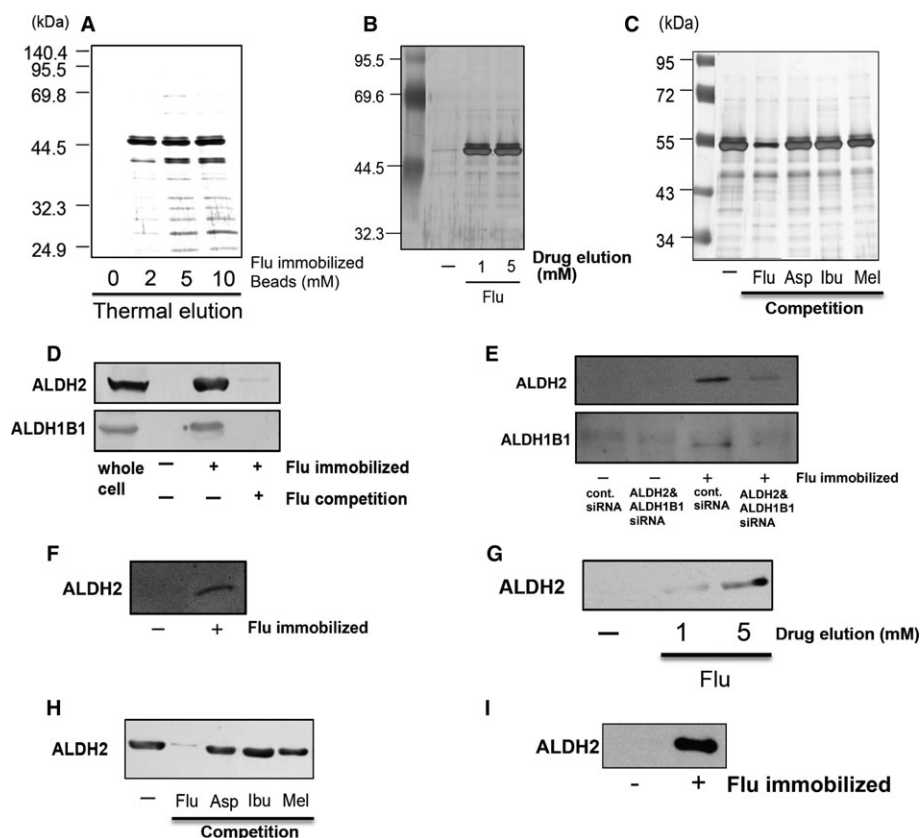 (kDa)
A
140.4
95.5
69.8
44.5
32.3
24.9
0 2 5 10
Flu immobilized
Beads (mM)
Thermal elution
B
95.5
69.6
44.5
32.3
— 1 5
Drug elution
(mM)
Flu
(kDa)
C
95
72
55
43
34
— Flu Asp Ibu Mel
Competition
D
ALDH2
ALDH1B1
whole
cell
— + + Flu immobilized
— — + Flu competition
E
ALDH2
ALDH1B1
— — + + Flu immobilized
cont.
siRNA
ALDH2&
ALDH1B1
siRNA
cont.
siRNA
ALDH2&
ALDH1B1
siRNA
F
ALDH2
— + Flu immobilized
G
ALDH2
— 1 5 Drug elution (mM)
Flu
H
ALDH2
— Flu Asp Ibu Mel
Competition
I
ALDH2
- + Flu immobilized